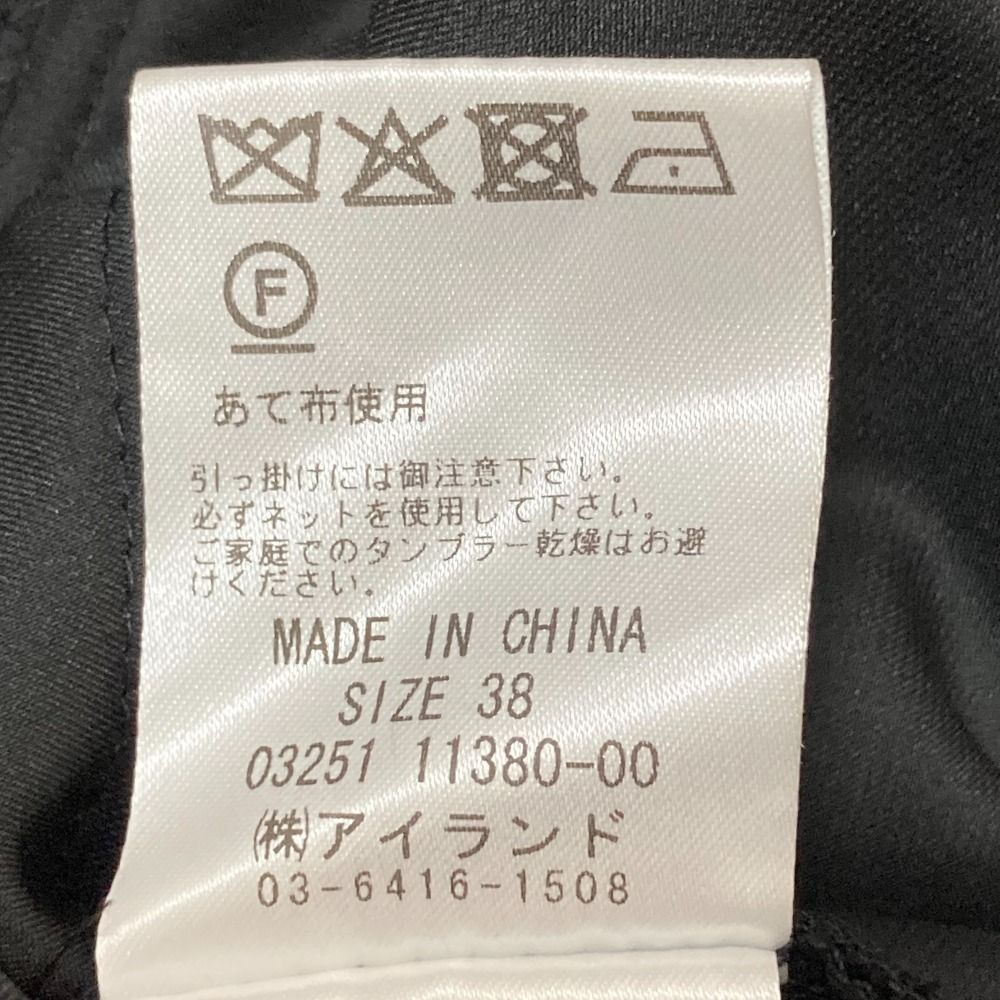 F
あて布使用
引っ掛けには御注意下さい。
必ずネットを使用して下さい。
ご家庭でのタンブラー乾燥はお避
けください。
MADE IN CHINA
SIZE 38
03251 11380-00
㈱アイランド
03-6416-1508